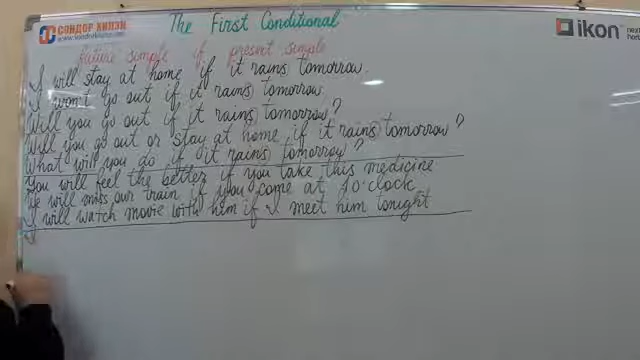 СОНДОР ХИЛЭН
The First Conditional
ikon
Future simple if present simple
I will stay at home if it rains tomorrow.
I won't go out if it rains tomorrow
Will you go out if it rains tomorrow?
Will you go out or stay at home if it rains tomorrow?
What will you go if it rains tomorrow?
You will feel the better if you take this medicine
We will miss our train if you come at 10 o'clock
I will watch movie with him if I meet him tonight